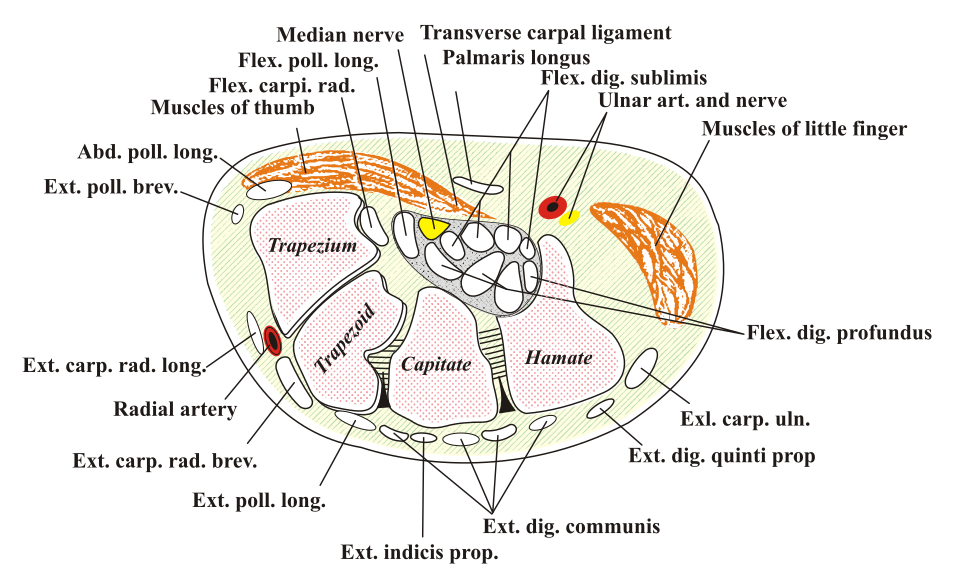 Median nerve
Transverse carpal ligament
Flex. poll. long.
Palmaris longus
Flex. carpi. rad.
Flex. dig. sublimis
Muscles of thumb
Ulnar art. and nerve
Muscles of little finger
Abd. poll. long.
Ext. poll. brev.
Trapezium
Trapezoid
Capitate
Hamate
Flex. dig. profundus
Ext. carp. rad. long.
Radial artery
Exl. carp. uln.
Ext. carp. rad. brev.
Ext. dig. quinti prop
Ext. poll. long.
Ext. dig. communis
Ext. indicis prop.